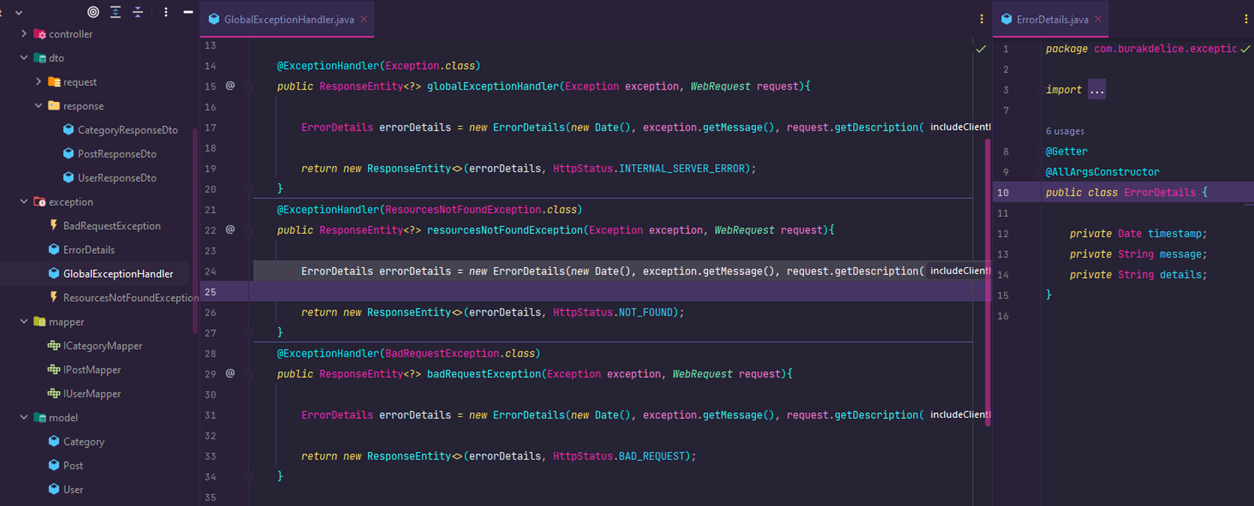 controller
dto
request
response
CategoryResponseDto
PostResponseDto
UserResponseDto
exception
BadRequestException
ErrorDetails
GlobalExceptionHandler
ResourcesNotFoundException
mapper
ICategoryMapper
IPostMapper
IUserMapper
model
Category
Post
User
GlobalExceptionHandler.java
13
14 @ExceptionHandler(Exception.class)
15 @ public ResponseEntity<?> globalExceptionHandler(Exception exception, WebRequest request){
16
17 ErrorDetails errorDetails = new ErrorDetails(new Date(), exception.getMessage(), request.getDescription(
18
19 return new ResponseEntity<>(errorDetails, HttpStatus.INTERNAL_SERVER_ERROR);
20 }
21 @ExceptionHandler(ResourcesNotFoundException.class)
22 @ public ResponseEntity<?> resourcesNotFoundException(Exception exception, WebRequest request){
23
24 ErrorDetails errorDetails = new ErrorDetails(new Date(), exception.getMessage(), request.getDescription(
25
26 return new ResponseEntity<>(errorDetails, HttpStatus.NOT_FOUND);
27 }
28 @ExceptionHandler(BadRequestException.class)
29 @ public ResponseEntity<?> badRequestException(Exception exception, WebRequest request){
30
31 ErrorDetails errorDetails = new ErrorDetails(new Date(), exception.getMessage(), request.getDescription(
32
33 return new ResponseEntity<>(errorDetails, HttpStatus.BAD_REQUEST);
34 }
35
ErrorDetails.java
1 package com.burakdelice.exceptio
2
3 import ...
7
6 usages
8 @Getter
9 @AllArgsConstructor
10 public class ErrorDetails {
11
12 private Date timestamp;
13 private String message;
14 private String details;
15 }
16